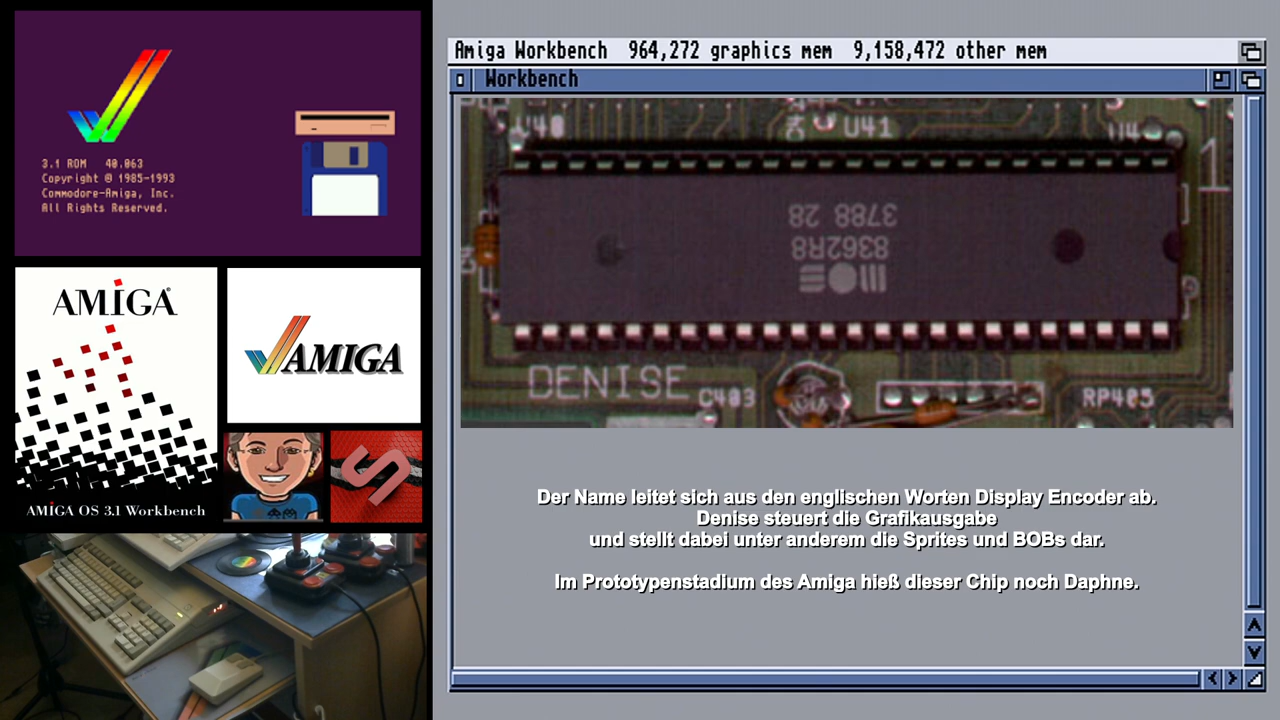 3.1 ROM 40.063
Copyright © 1985-1993
Commodore-Amiga, Inc.
All Rights Reserved.
AMIGA
AMIGA OS 3.1 Workbench
AMIGA
Amiga Workbench 964,272 graphics mem 9,158,472 other mem
Workbench
U40
U41
U4
1
3788 28
8362R8
DENISE
C403
RP405
Der Name leitet sich aus den englischen Worten Display Encoder ab.
Denise steuert die Grafikausgabe
und stellt dabei unter anderem die Sprites und BOBs dar.
Im Prototypenstadium des Amiga hieß dieser Chip noch Daphne.